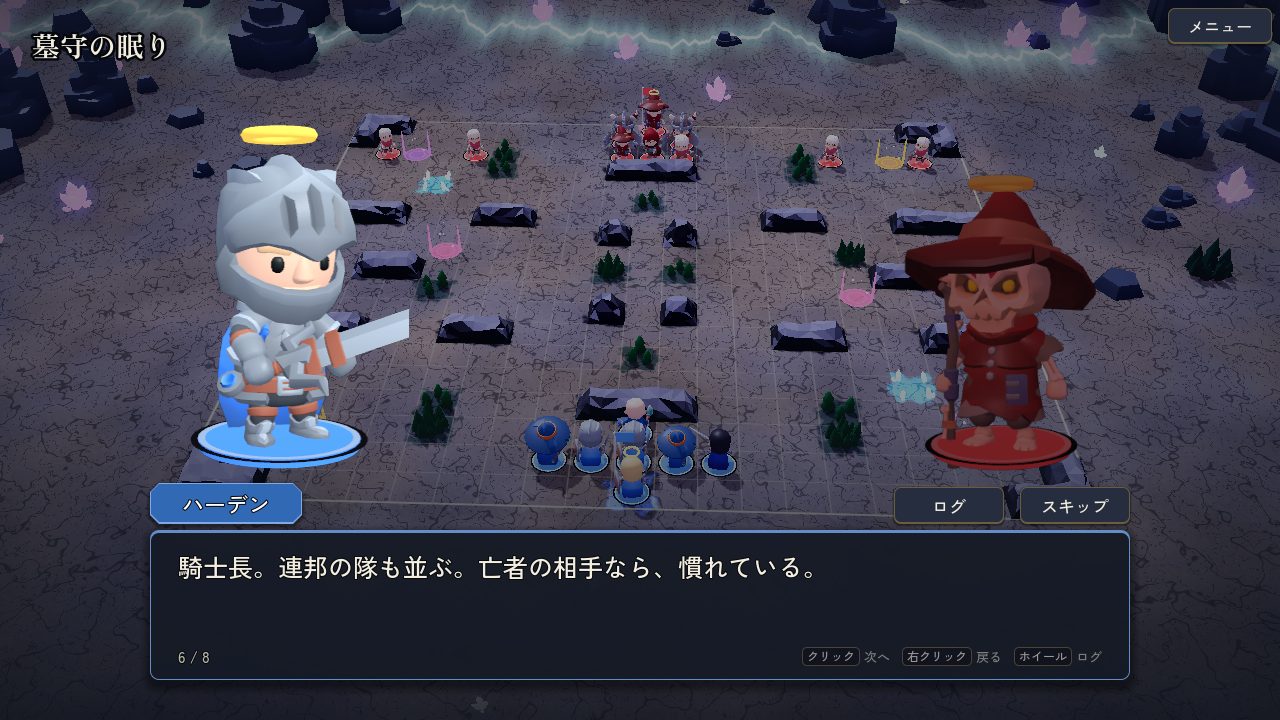 墓守の眠り
メニュー
ハーデン
ログ
スキップ
騎士長。連邦の隊も並ぶ。亡者の相手なら、慣れている。
6 / 8
クリック 次へ 右クリック 戻る ホイール ログ